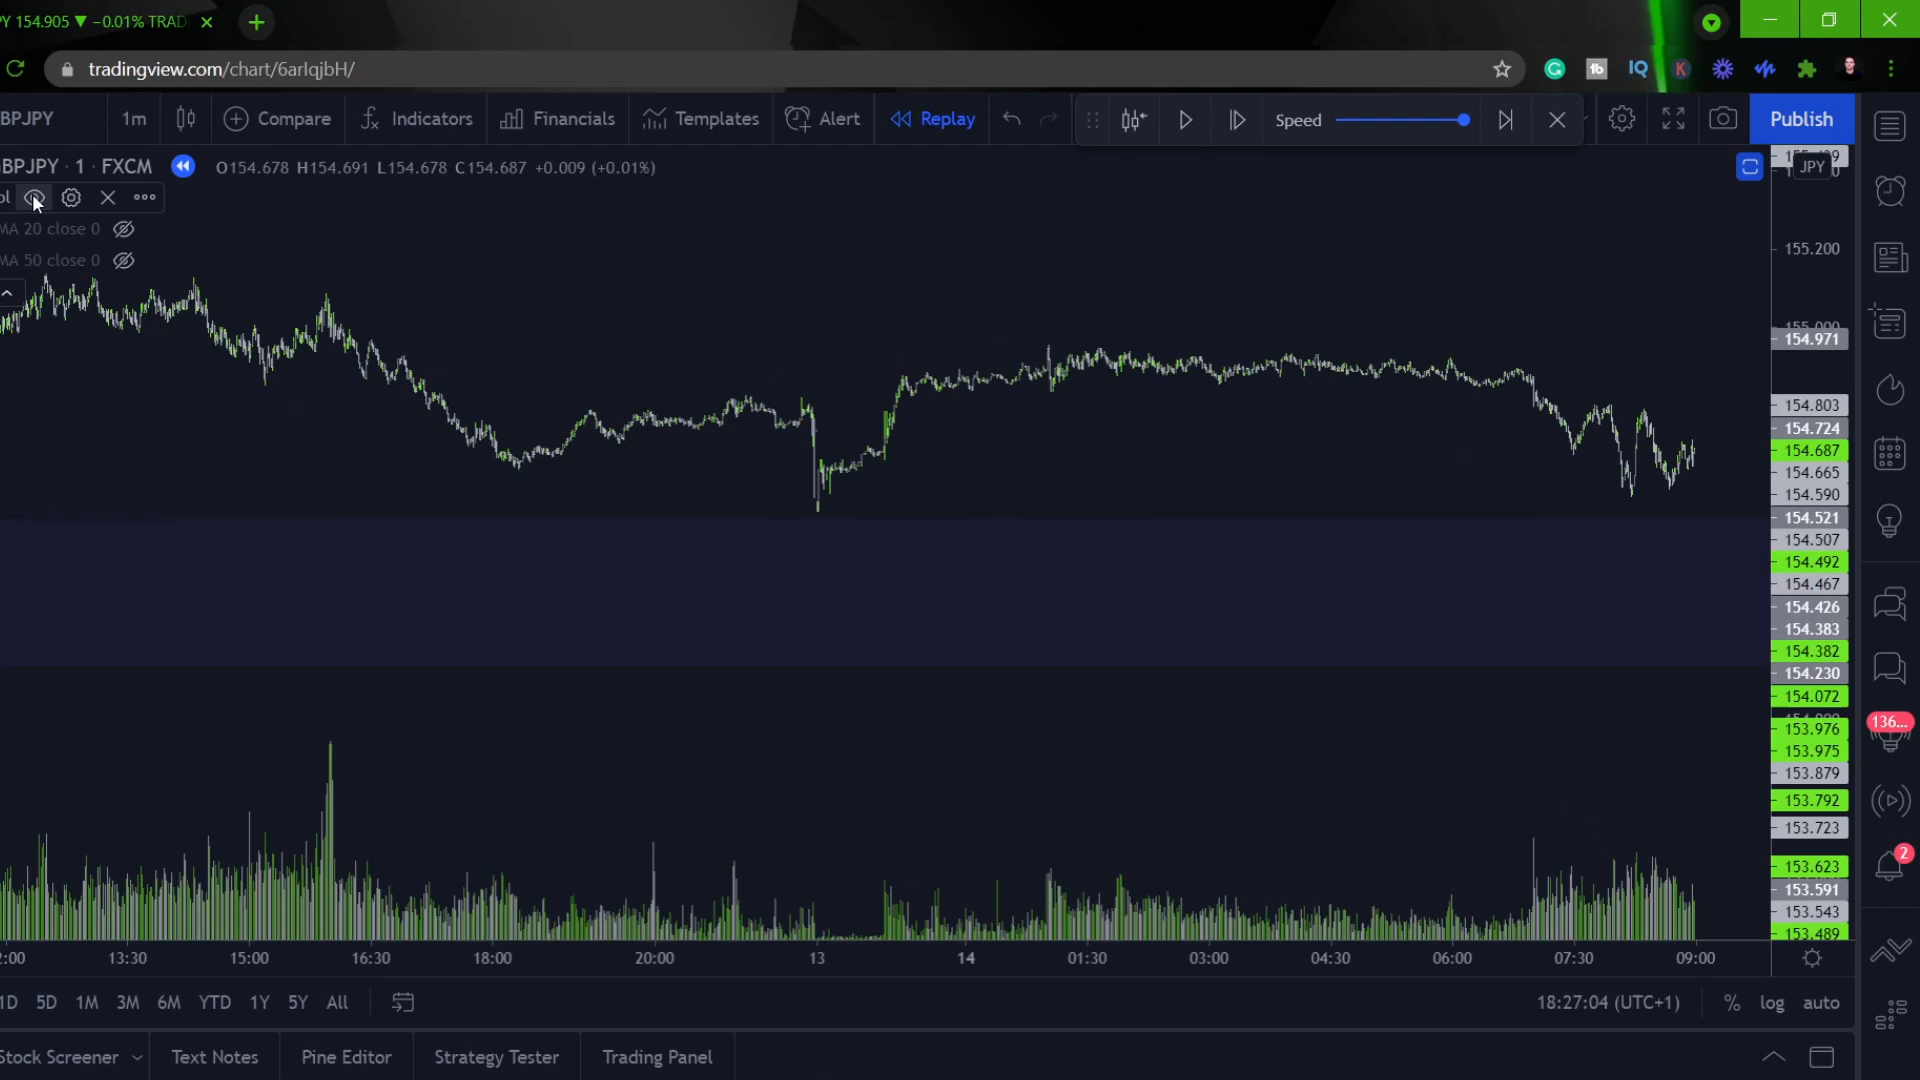 PY 154.905 ▼ −0.01% TRAD
tradingview.com/chart/6arIqjbH/
BPJPY 1m Compare Indicators Financials Templates Alert Replay Speed Publish
BPJPY · 1 · FXCM O154.678 H154.691 L154.678 C154.687 +0.009 (+0.01%)
JPY
ol
MA 20 close 0
MA 50 close 0
155.200
155.000
154.971
154.803
154.724
154.687
154.665
154.590
154.521
154.507
154.492
154.467
154.426
154.383
154.382
154.230
154.072
153.976
153.975
153.879
153.792
153.723
153.623
153.591
153.543
153.489
136...
2
2:00 13:30 15:00 16:30 18:00 20:00 13 14 01:30 03:00 04:30 06:00 07:30 09:00
1D 5D 1M 3M 6M YTD 1Y 5Y All 18:27:04 (UTC+1) % log auto
Stock Screener Text Notes Pine Editor Strategy Tester Trading Panel